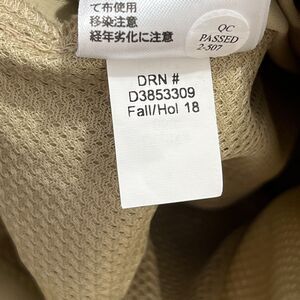 て布使用
移染注意
経年劣化に注意
QC
PASSED
2-507
DRN #
D3853309
Fall/Hol 18